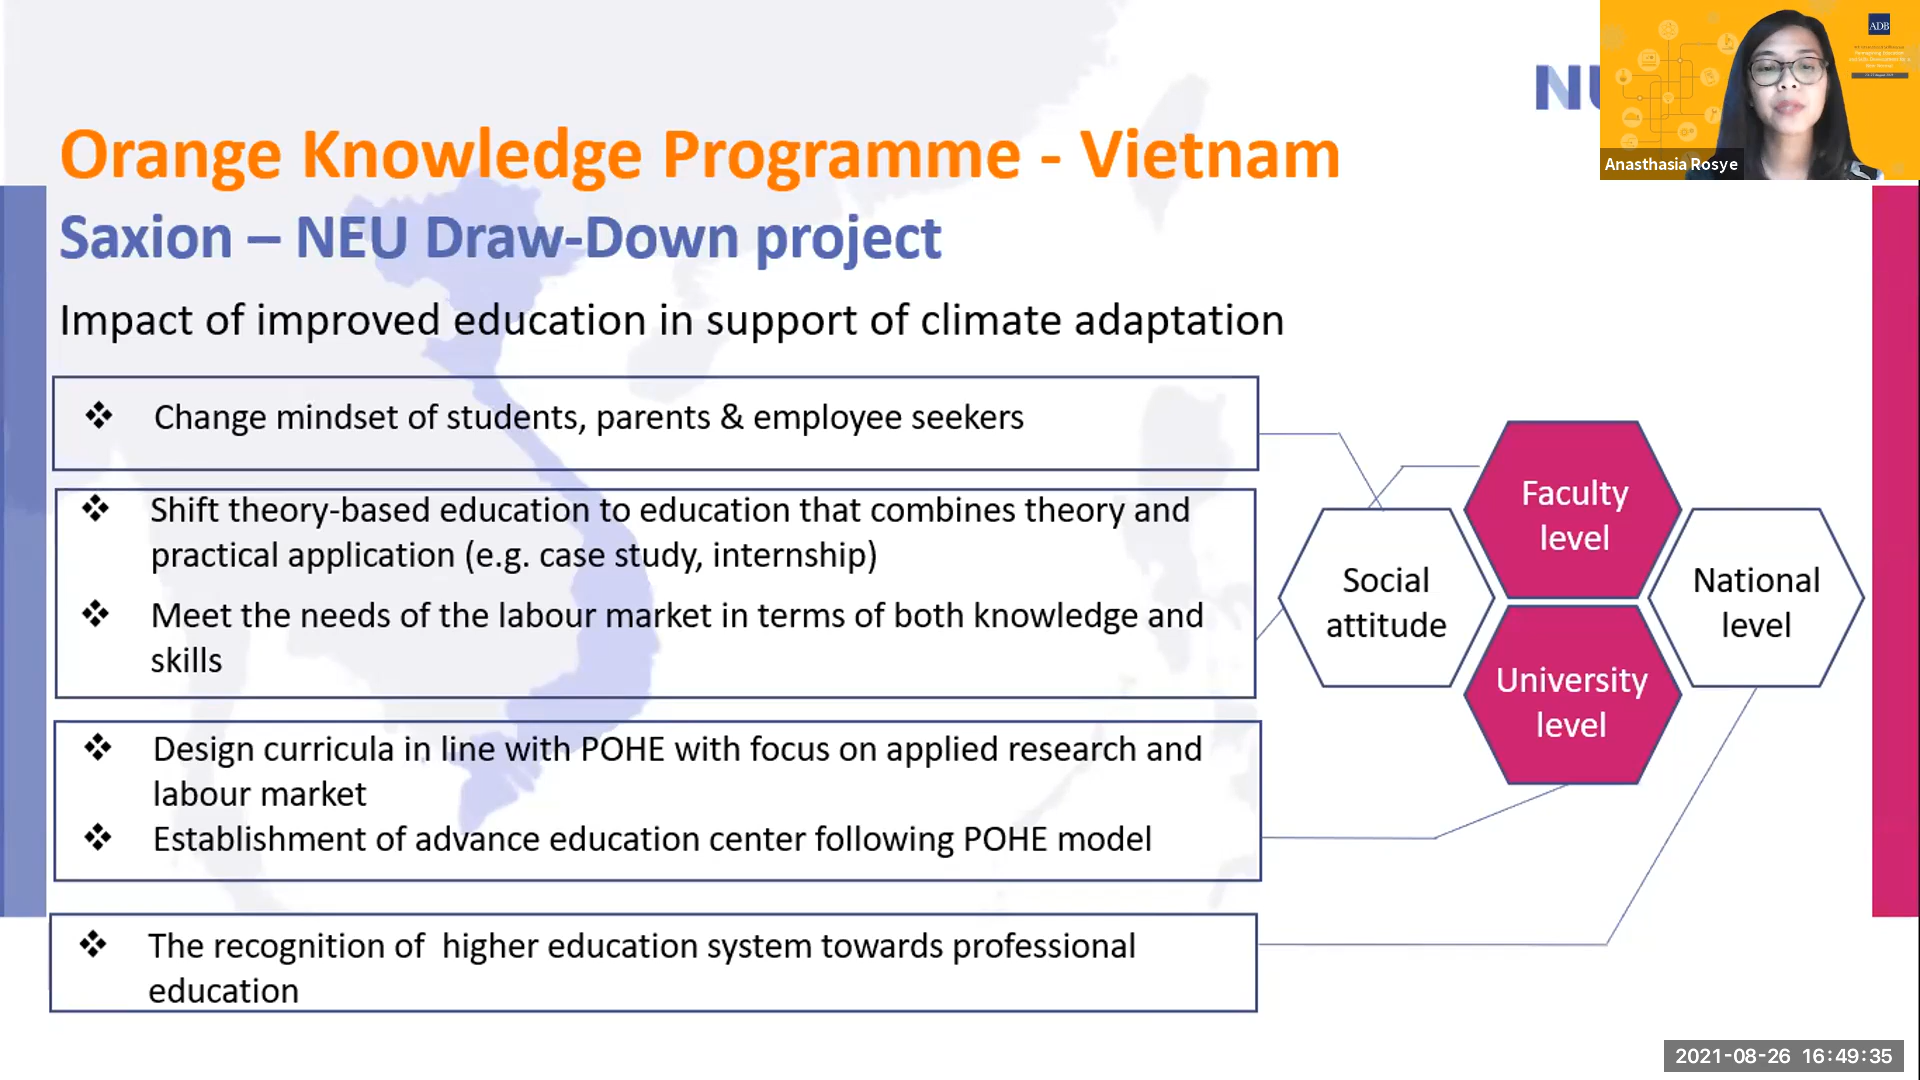 NU
ADB
Anasthasia Rosye
Orange Knowledge Programme - Vietnam
Saxion – NEU Draw-Down project
Impact of improved education in support of climate adaptation
❖ Change mindset of students, parents & employee seekers
❖ Shift theory-based education to education that combines theory and
practical application (e.g. case study, internship)
❖ Meet the needs of the labour market in terms of both knowledge and
skills
❖ Design curricula in line with POHE with focus on applied research and
labour market
❖ Establishment of advance education center following POHE model
❖ The recognition of  higher education system towards professional
education
Social
attitude
Faculty
level
University
level
National
level
2021-08-26 16:49:35